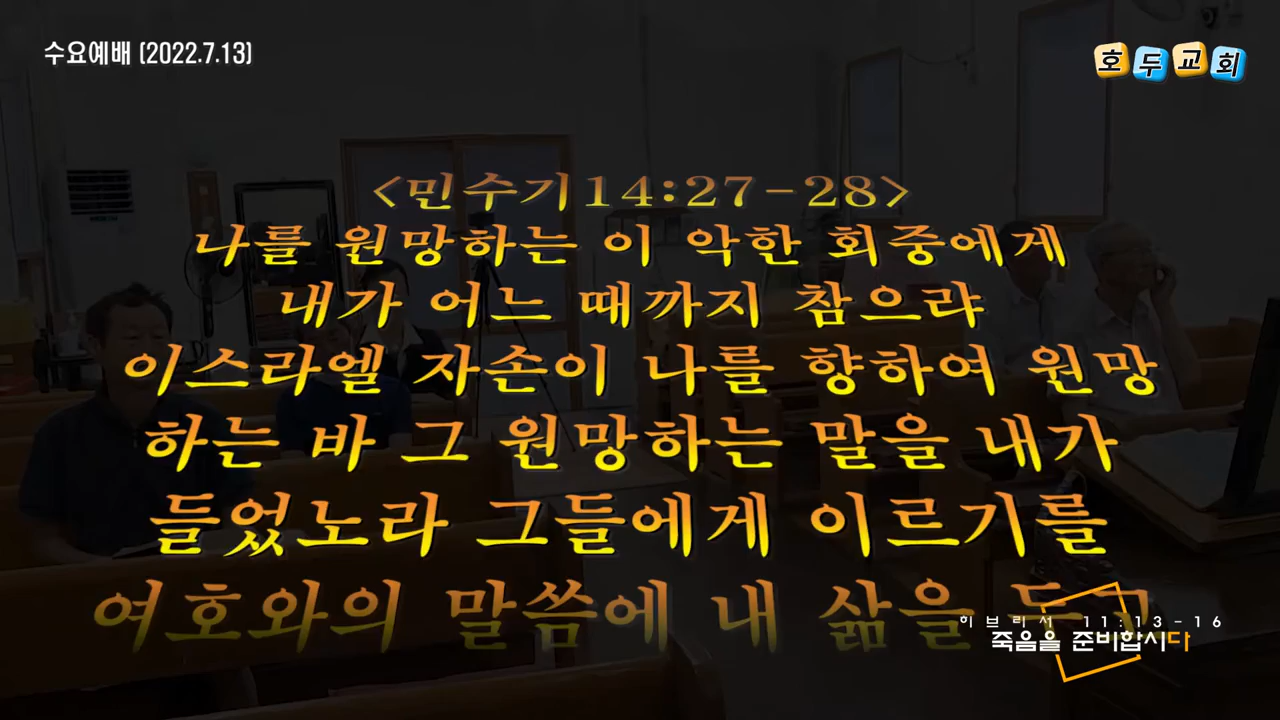 수요예배 (2022.7.13)
호두교회
<민수기14:27-28>
나를 원망하는 이 악한 회중에게
내가 어느 때까지 참으랴
이스라엘 자손이 나를 향하여 원망
하는 바 그 원망하는 말을 내가
들었노라 그들에게 이르기를
여호와의 말씀에 내 삶을 두고
히브리서 11:13-16
죽음을 준비합시다